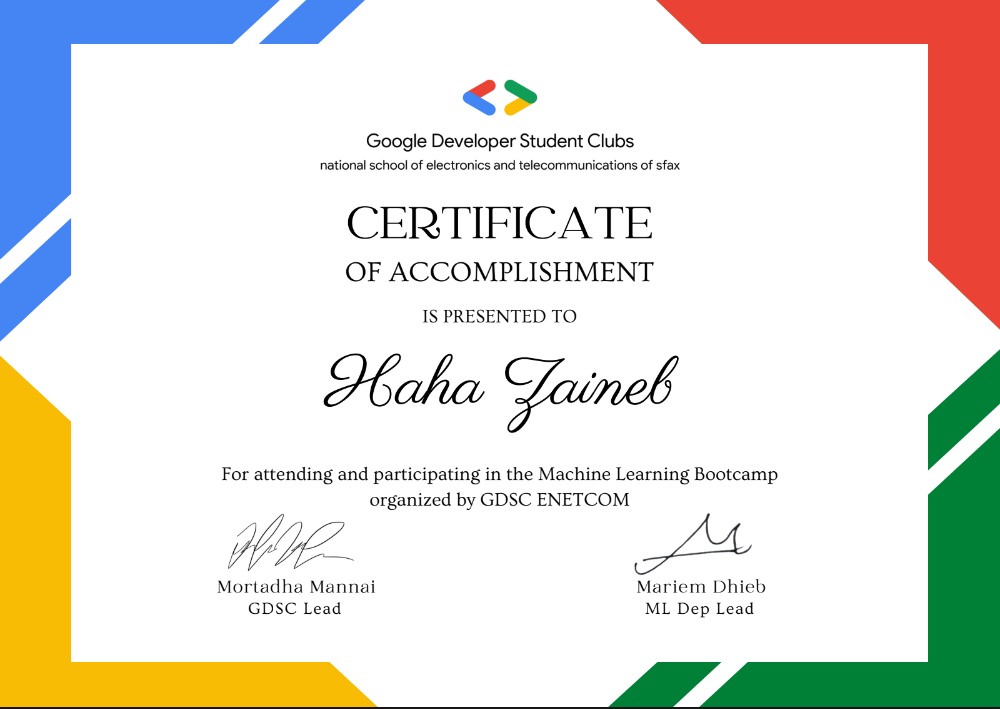 Google Developer Student Clubs
national school of electronics and telecommunications of sfax
CERTIFICATE
OF ACCOMPLISHMENT
IS PRESENTED TO
Haha Zaineb
For attending and participating in the Machine Learning Bootcamp
organized by GDSC ENETCOM
Mortadha Mannai
GDSC Lead
Mariem Dhieb
ML Dep Lead